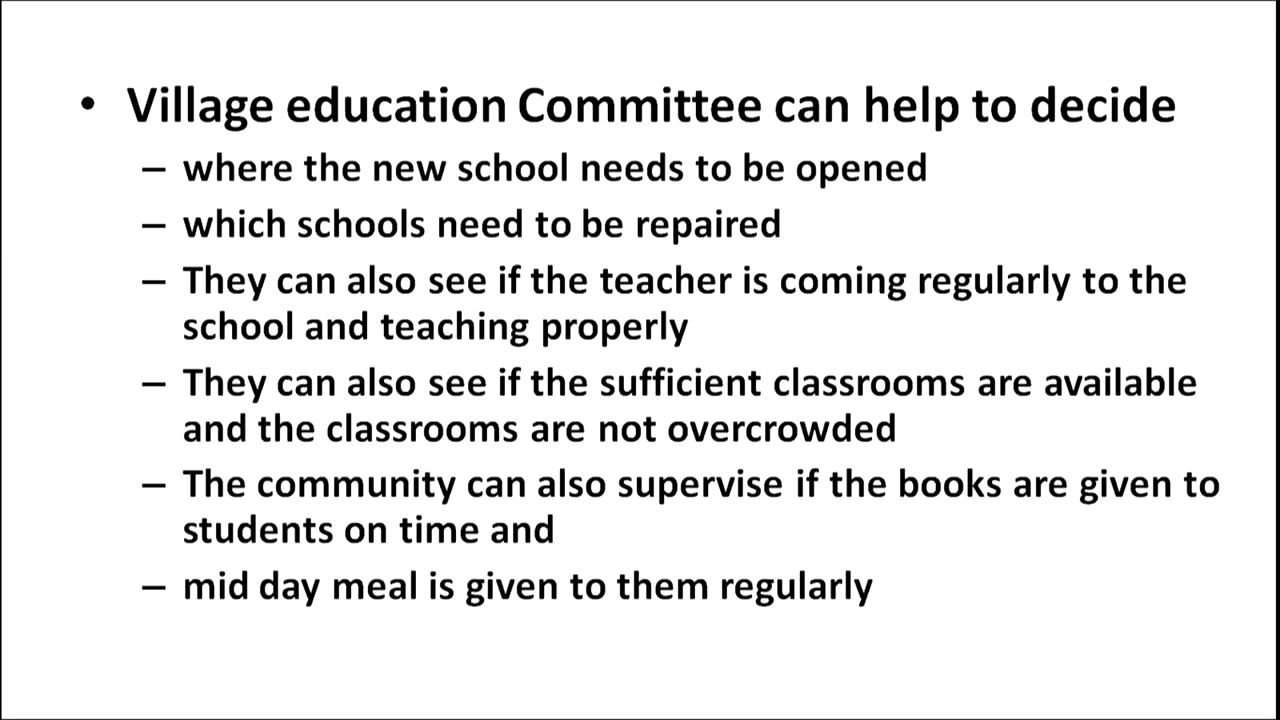 • Village education Committee can help to decide
– where the new school needs to be opened
– which schools need to be repaired
– They can also see if the teacher is coming regularly to the
school and teaching properly
– They can also see if the sufficient classrooms are available
and the classrooms are not overcrowded
– The community can also supervise if the books are given to
students on time and
– mid day meal is given to them regularly